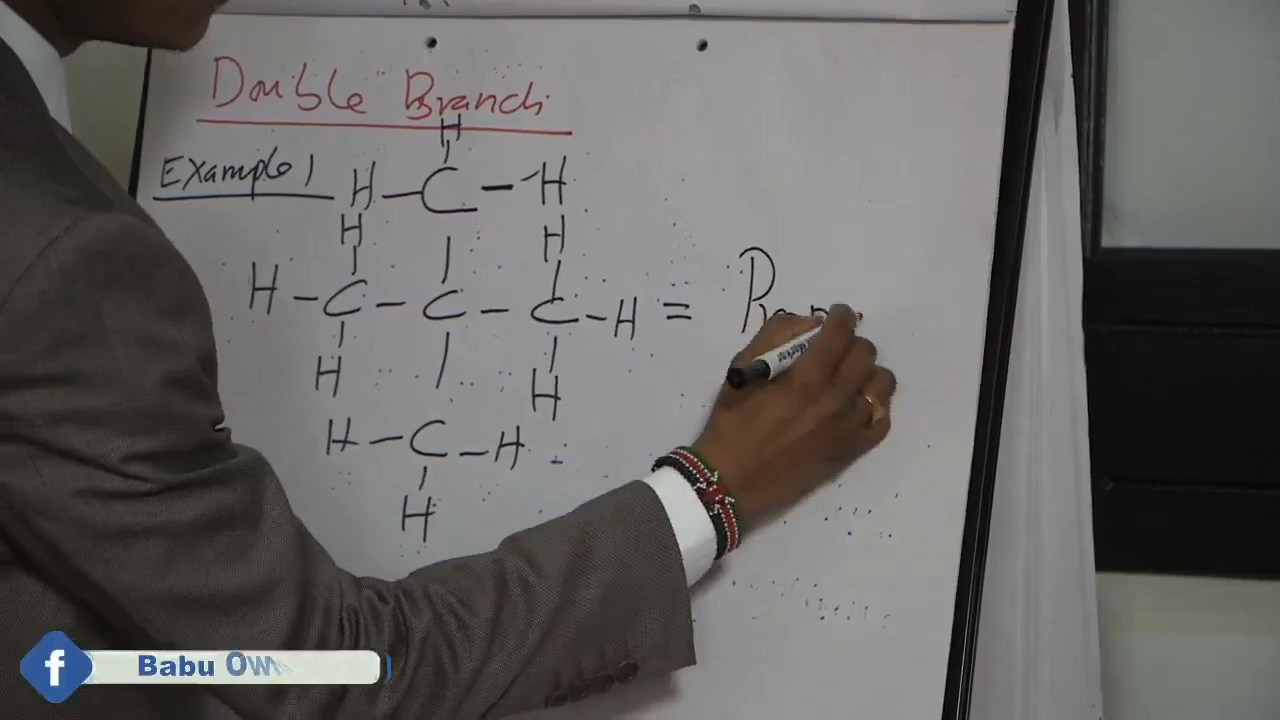 Double Branch
H
Example 1 H-C-H
H H
H-C-C-C-H =
H H
H-C-H
H
Babu Ow